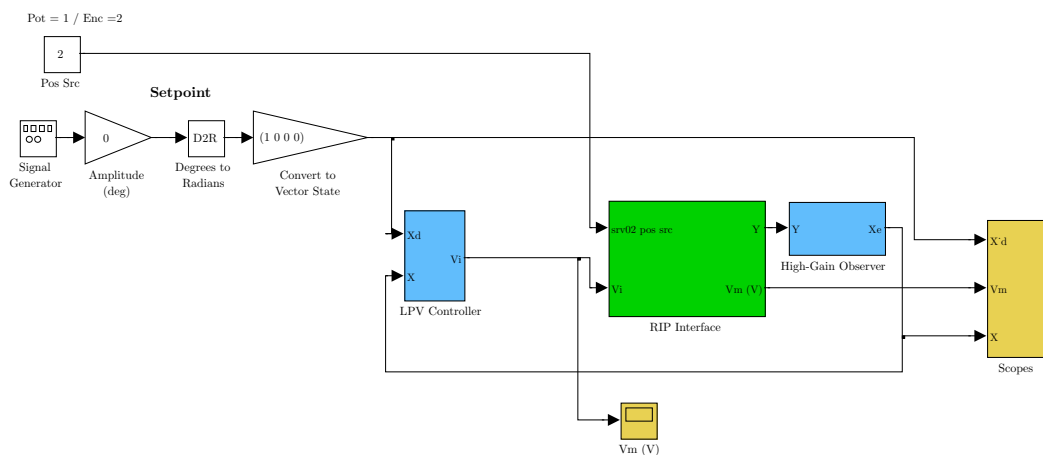 Pot = 1 / Enc =2
2
Pos Src
Setpoint
0
D2R
(1 0 0 0)
Signal
Generator
Amplitude
(deg)
Degrees to
Radians
Convert to
Vector State
Xd
X
Vi
LPV Controller
srv02 pos src
Vi
Y
Vm (V)
RIP Interface
Y
Xe
High-Gain Observer
X`d
Vm
X
Scopes
Vm (V)